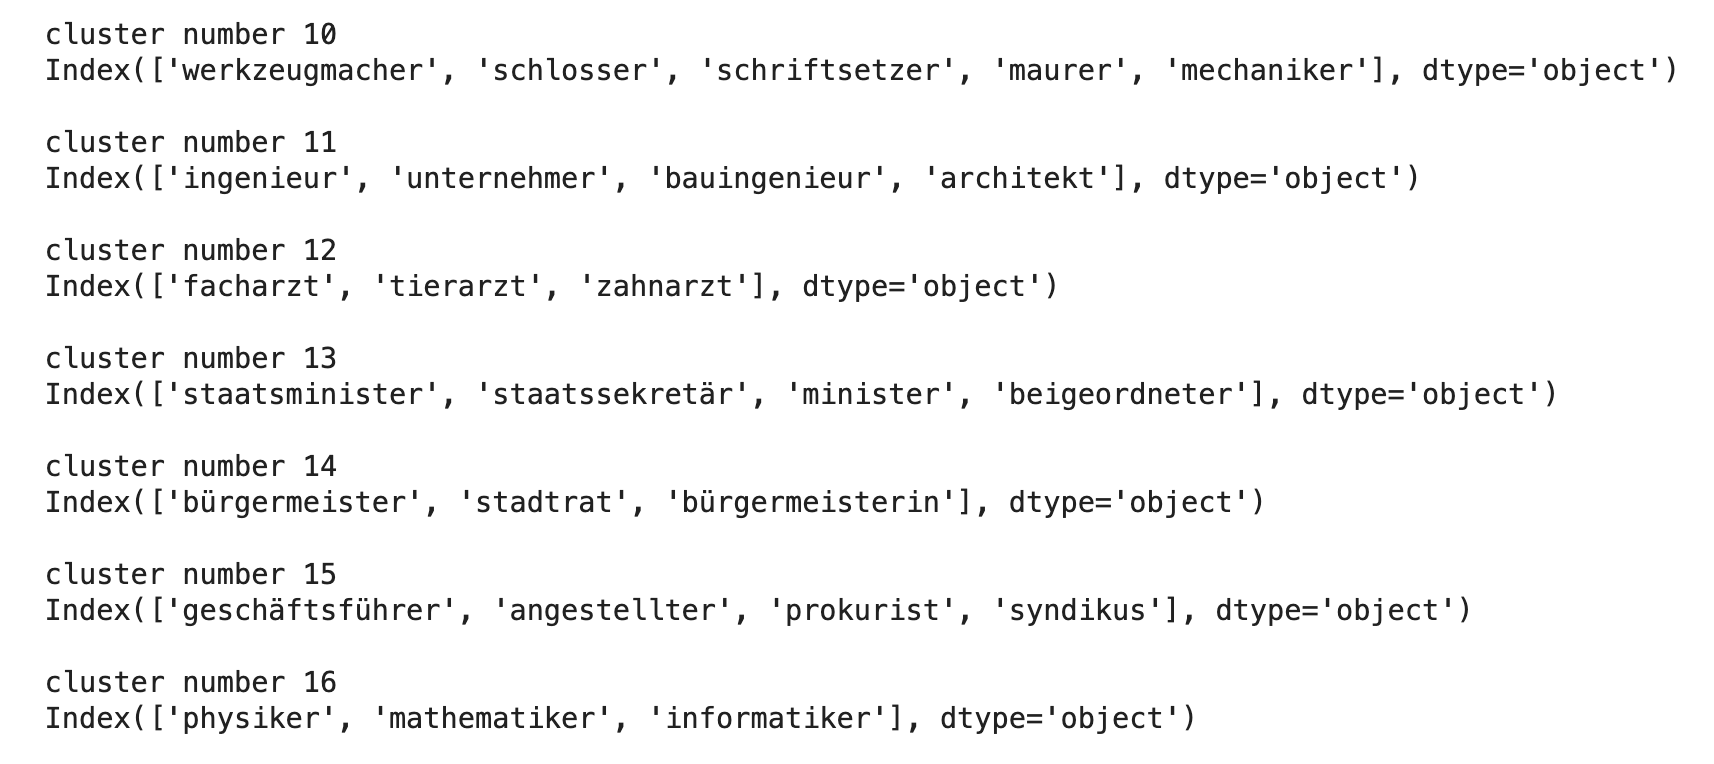 cluster number 10
Index(['werkzeugmacher', 'schlosser', 'schriftsetzer', 'maurer', 'mechaniker'], dtype='object')
cluster number 11
Index(['ingenieur', 'unternehmer', 'bauingenieur', 'architekt'], dtype='object')
cluster number 12
Index(['facharzt', 'tierarzt', 'zahnarzt'], dtype='object')
cluster number 13
Index(['staatsminister', 'staatssekretär', 'minister', 'beigeordneter'], dtype='object')
cluster number 14
Index(['bürgermeister', 'stadtrat', 'bürgermeisterin'], dtype='object')
cluster number 15
Index(['geschäftsführer', 'angestellter', 'prokurist', 'syndikus'], dtype='object')
cluster number 16
Index(['physiker', 'mathematiker', 'informatiker'], dtype='object')